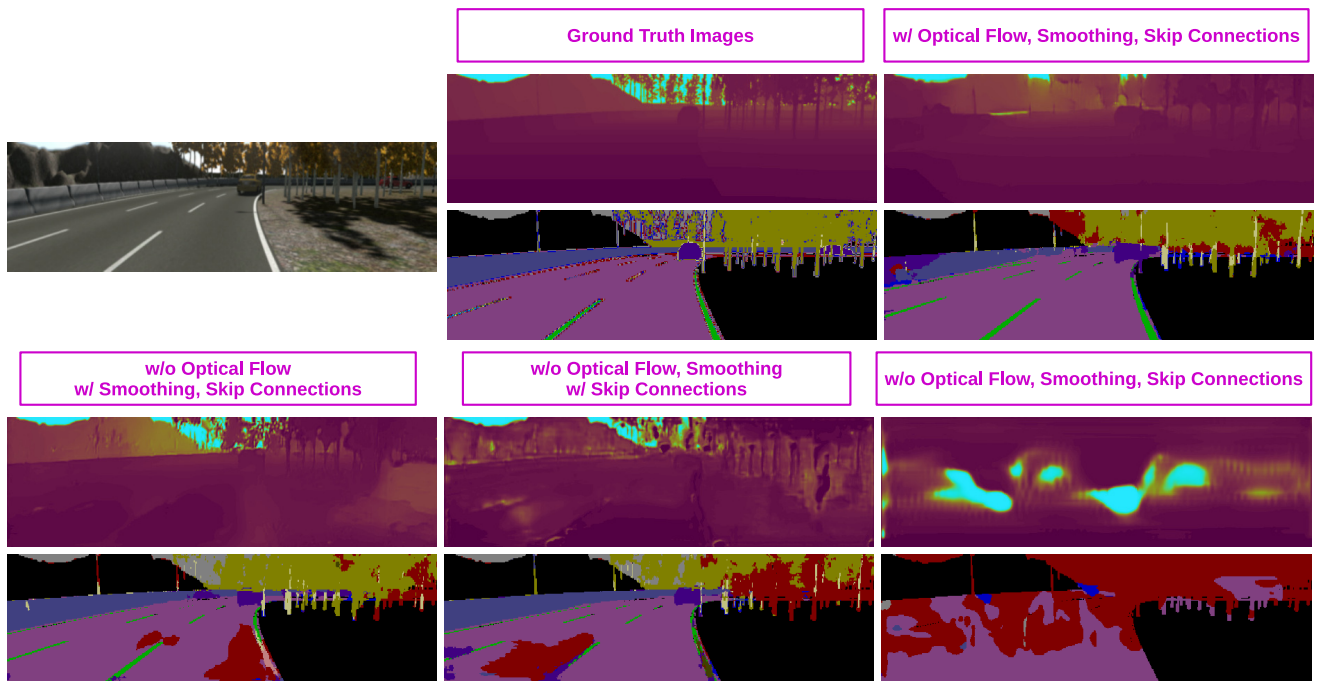 Ground Truth Images
w/ Optical Flow, Smoothing, Skip Connections
w/o Optical Flow
w/ Smoothing, Skip Connections
w/o Optical Flow, Smoothing
w/ Skip Connections
w/o Optical Flow, Smoothing, Skip Connections